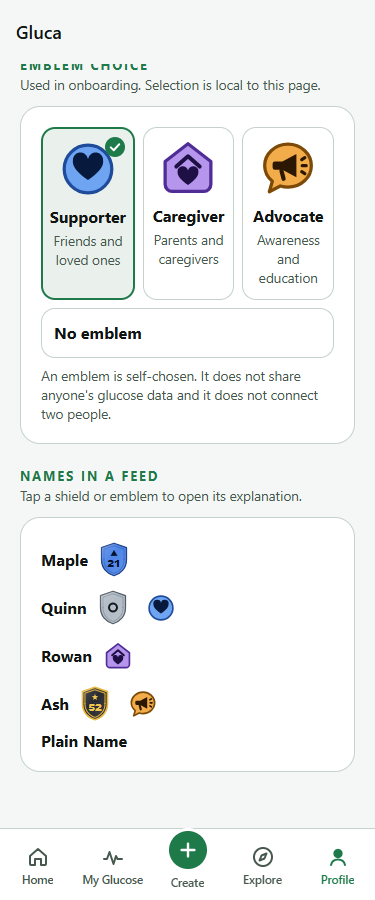 Gluca
EMBLEM CHOICE
Used in onboarding. Selection is local to this page.
Supporter
Friends and
loved ones
Caregiver
Parents and
caregivers
Advocate
Awareness
and
education
No emblem
An emblem is self-chosen. It does not share
anyone's glucose data and it does not connect
two people.
NAMES IN A FEED
Tap a shield or emblem to open its explanation.
Maple 21
Quinn
Rowan
Ash 52
Plain Name
Home My Glucose Create Explore Profile